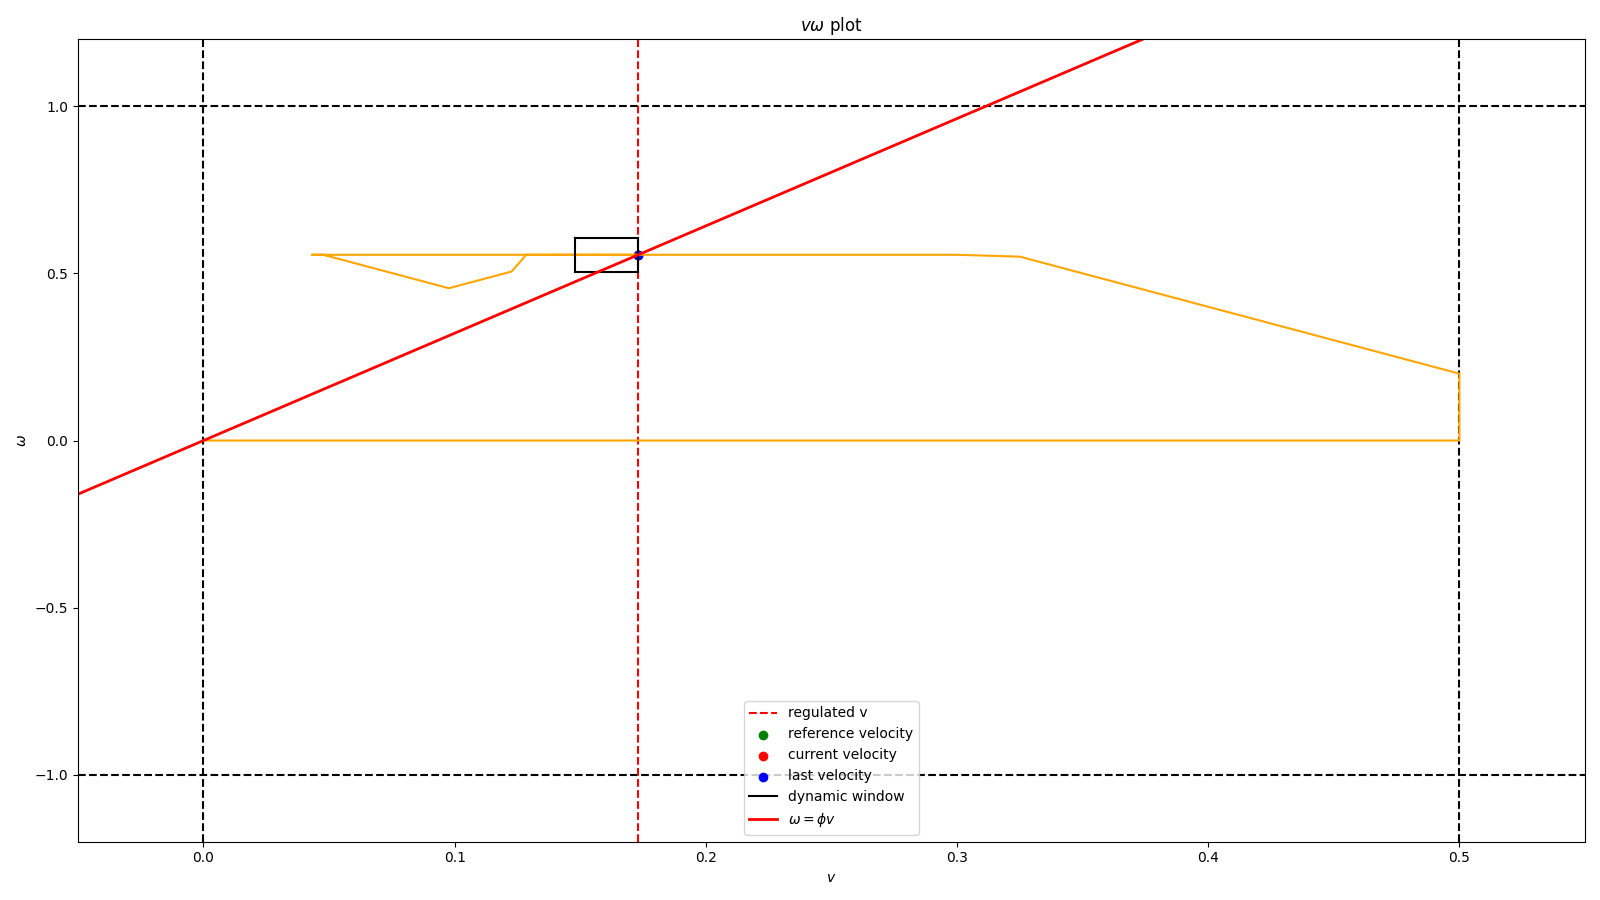 vω plot
1.0
0.5
0.0
−0.5
−1.0
ω
0.0
0.1
0.2
0.3
0.4
0.5
v
regulated v
reference velocity
current velocity
last velocity
dynamic window
ω = ϕv